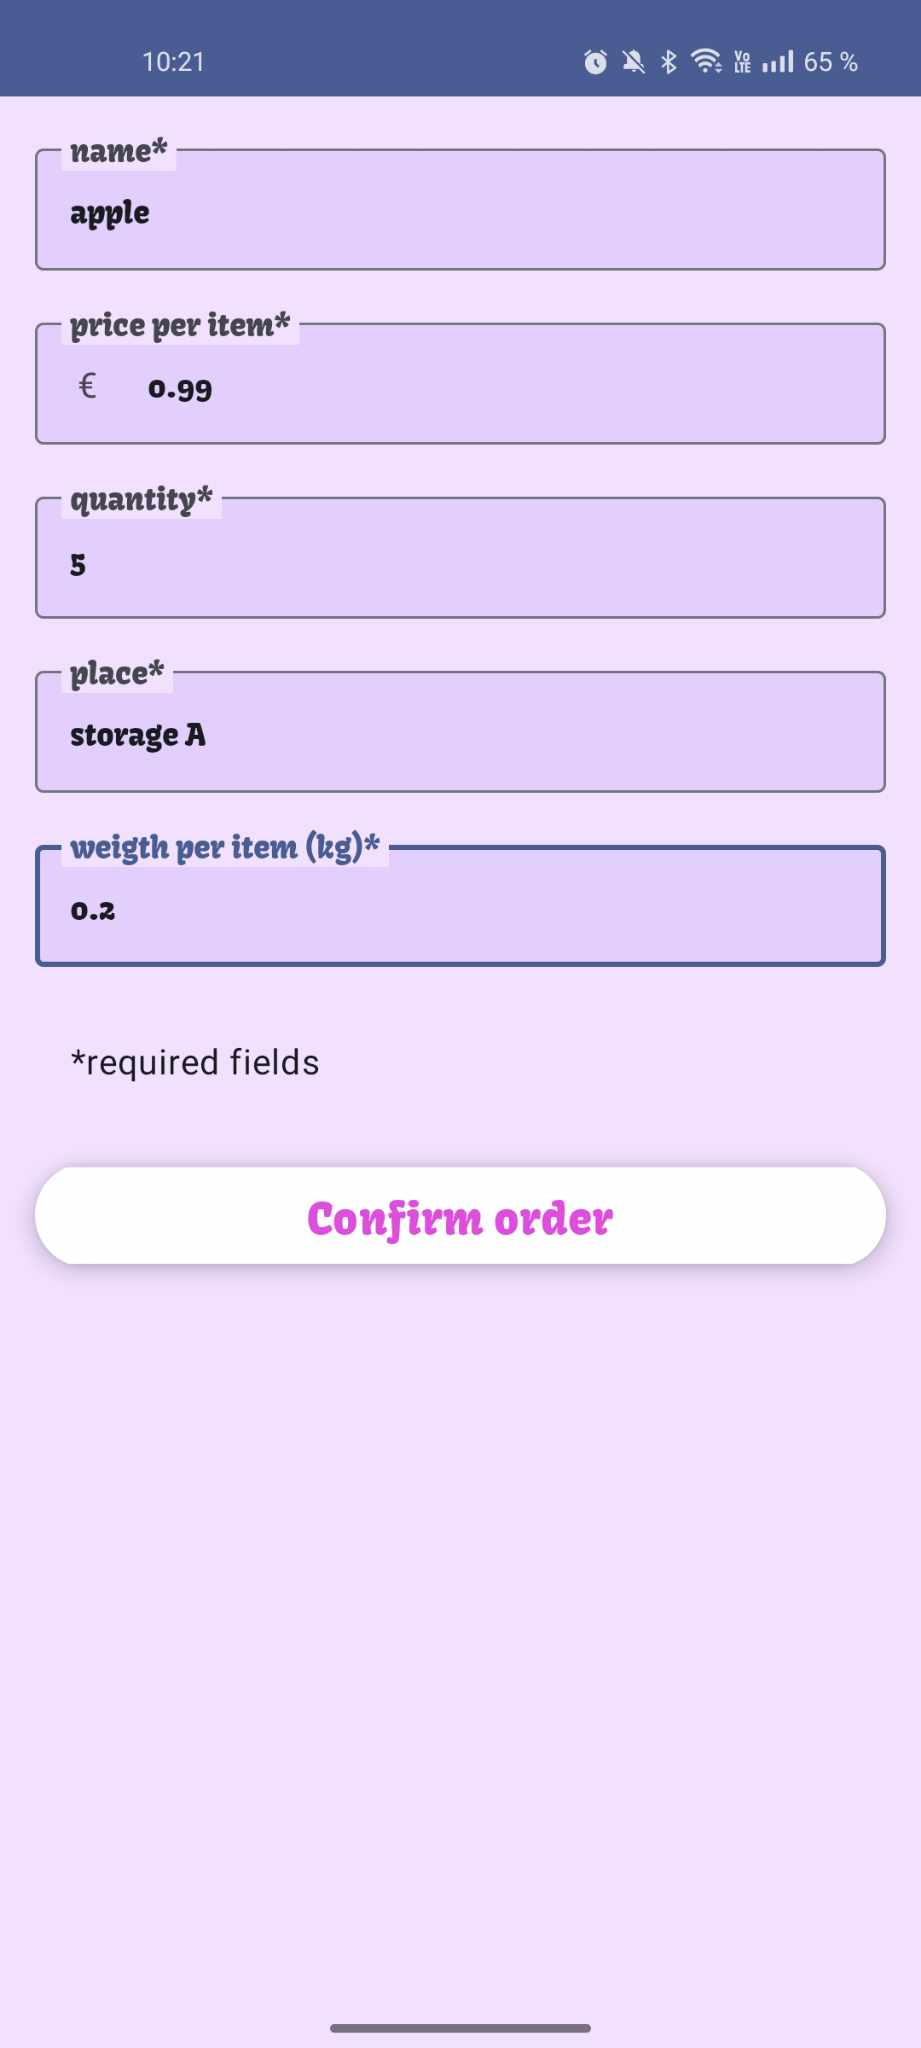 10:21 Vo LTE 65 %
name*
apple
price per item*
€ 0.99
quantity*
5
place*
storage A
weigth per item (kg)*
0.2
*required fields
Confirm order